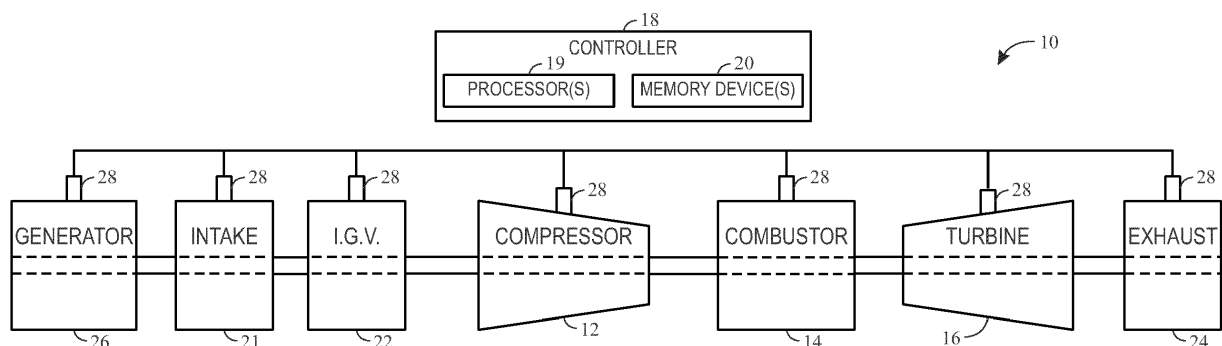 18
CONTROLLER
10
19
20
PROCESSOR(S)
MEMORY DEVICE(S)
28 28 28 28 28 28 28
GENERATOR INTAKE I.G.V. COMPRESSOR COMBUSTOR TURBINE EXHAUST
26 21 22 12 14 16 24